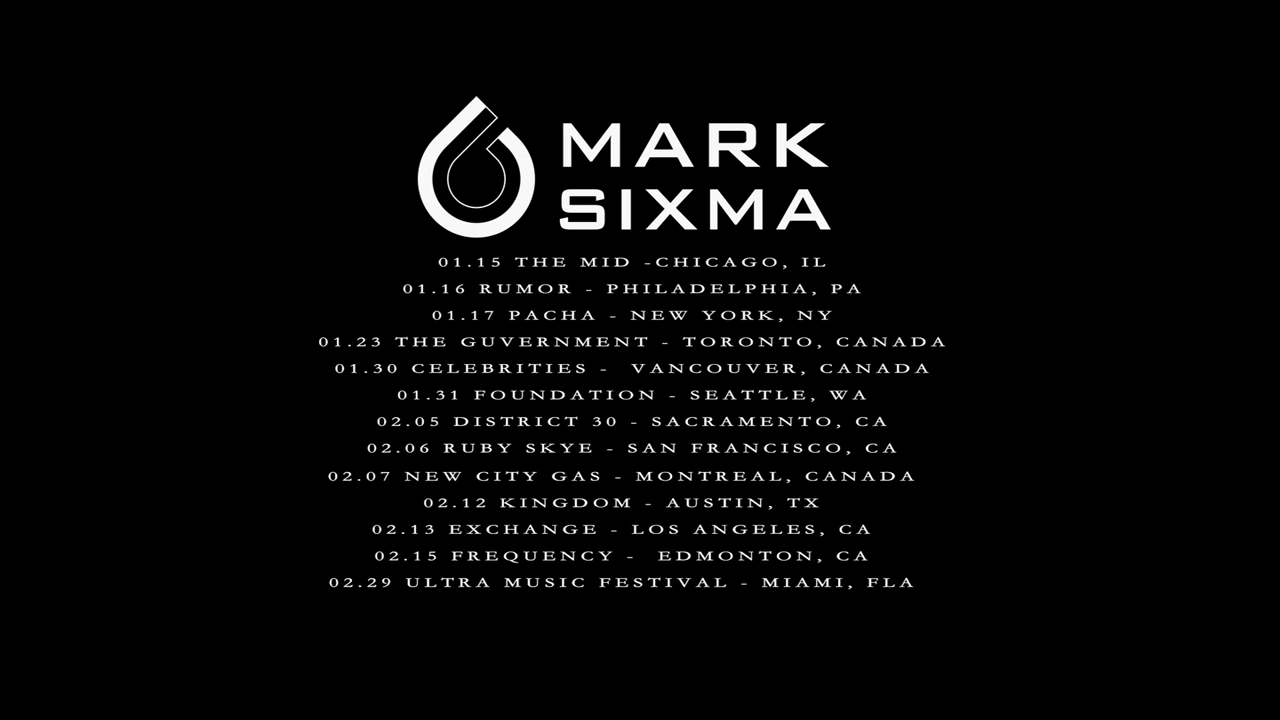 MARK
SIXMA
01.15 THE MID -CHICAGO, IL
01.16 RUMOR - PHILADELPHIA, PA
01.17 PACHA - NEW YORK, NY
01.23 THE GUVERNMENT - TORONTO, CANADA
01.30 CELEBRITIES -  VANCOUVER, CANADA
01.31 FOUNDATION - SEATTLE, WA
02.05 DISTRICT 30 - SACRAMENTO, CA
02.06 RUBY SKYE - SAN FRANCISCO, CA
02.07 NEW CITY GAS - MONTREAL, CANADA
02.12 KINGDOM - AUSTIN, TX
02.13 EXCHANGE - LOS ANGELES, CA
02.15 FREQUENCY -  EDMONTON, CA
02.29 ULTRA MUSIC FESTIVAL - MIAMI, FLA